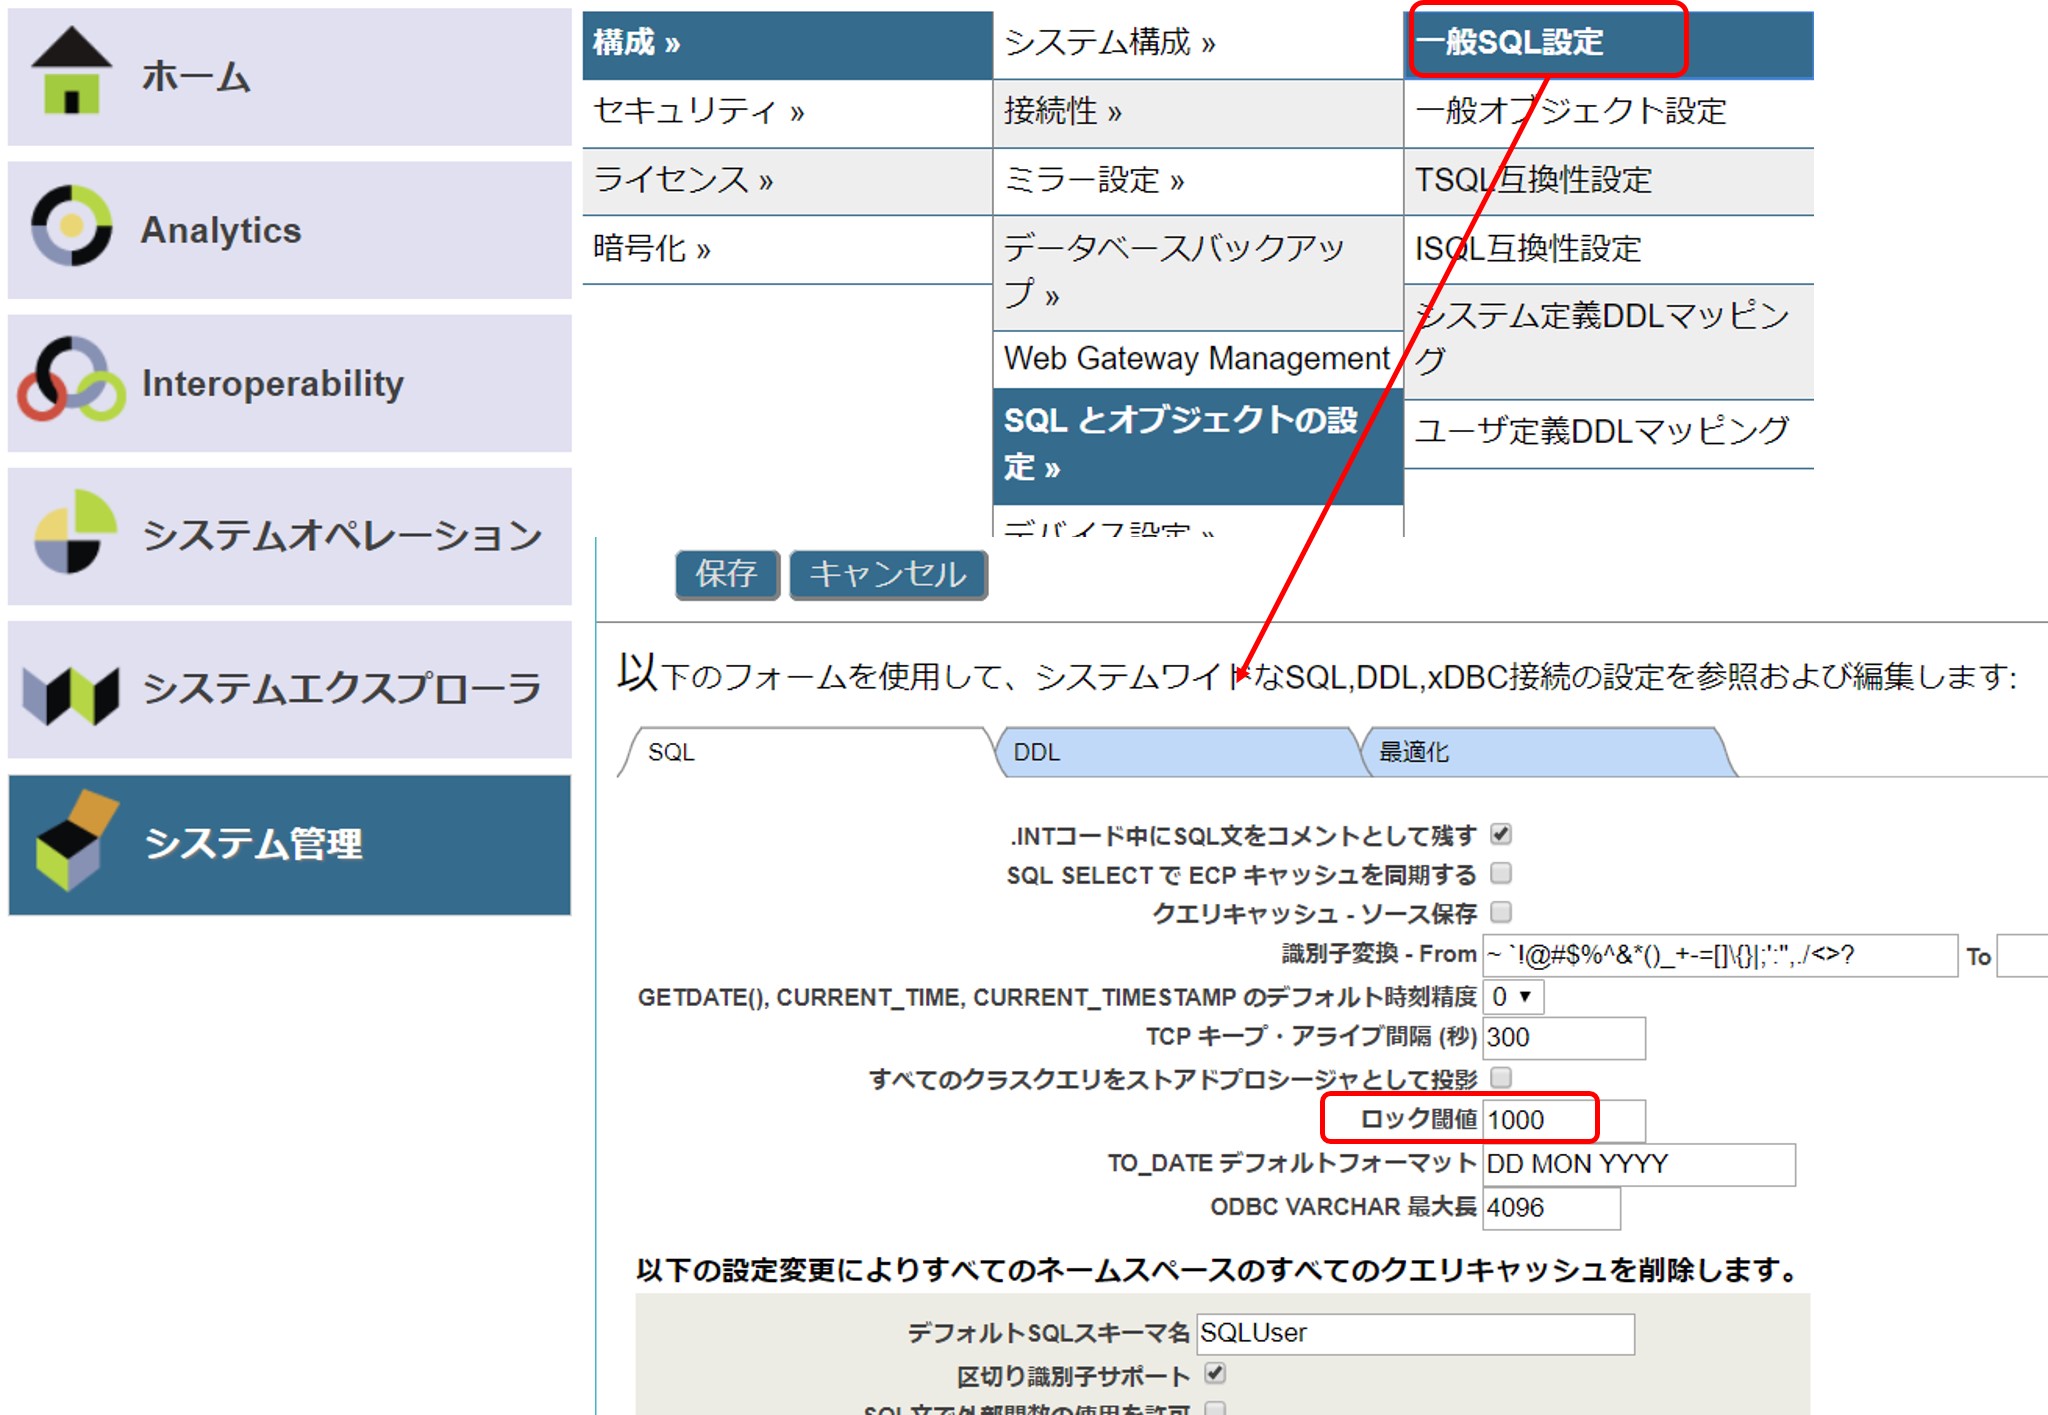 ホーム
Analytics
Interoperability
システムオペレーション
システムエクスプローラ
システム管理
構成 »
セキュリティ »
ライセンス »
暗号化 »
システム構成 »
接続性 »
ミラー設定 »
データベースバックアッ
プ »
Web Gateway Management
SQL とオブジェクトの設
定 »
デバイス設定 »
一般SQL設定
一般オブジェクト設定
TSQL互換性設定
ISQL互換性設定
システム定義DDLマッピン
グ
ユーザ定義DDLマッピング
保存 キャンセル
以下のフォームを使用して、システムワイドなSQL,DDL,xDBC接続の設定を参照および編集します:
SQL DDL 最適化
.INTコード中にSQL文をコメントとして残す
SQL SELECT で ECP キャッシュを同期する
クエリキャッシュ - ソース保存
識別子変換 - From ~ `!@#$%^&*()_+-=[]\{}|;':",./<>? To
GETDATE(), CURRENT_TIME, CURRENT_TIMESTAMP のデフォルト時刻精度 0
TCP キープ・アライブ間隔 (秒) 300
すべてのクラスクエリをストアドプロシージャとして投影
ロック閾値 1000
TO_DATE デフォルトフォーマット DD MON YYYY
ODBC VARCHAR 最大長 4096
以下の設定変更によりすべてのネームスペースのすべてのクエリキャッシュを削除します。
デフォルトSQLスキーマ名 SQLUser
区切り識別子サポート
SQL文で外部関数の使用を許可